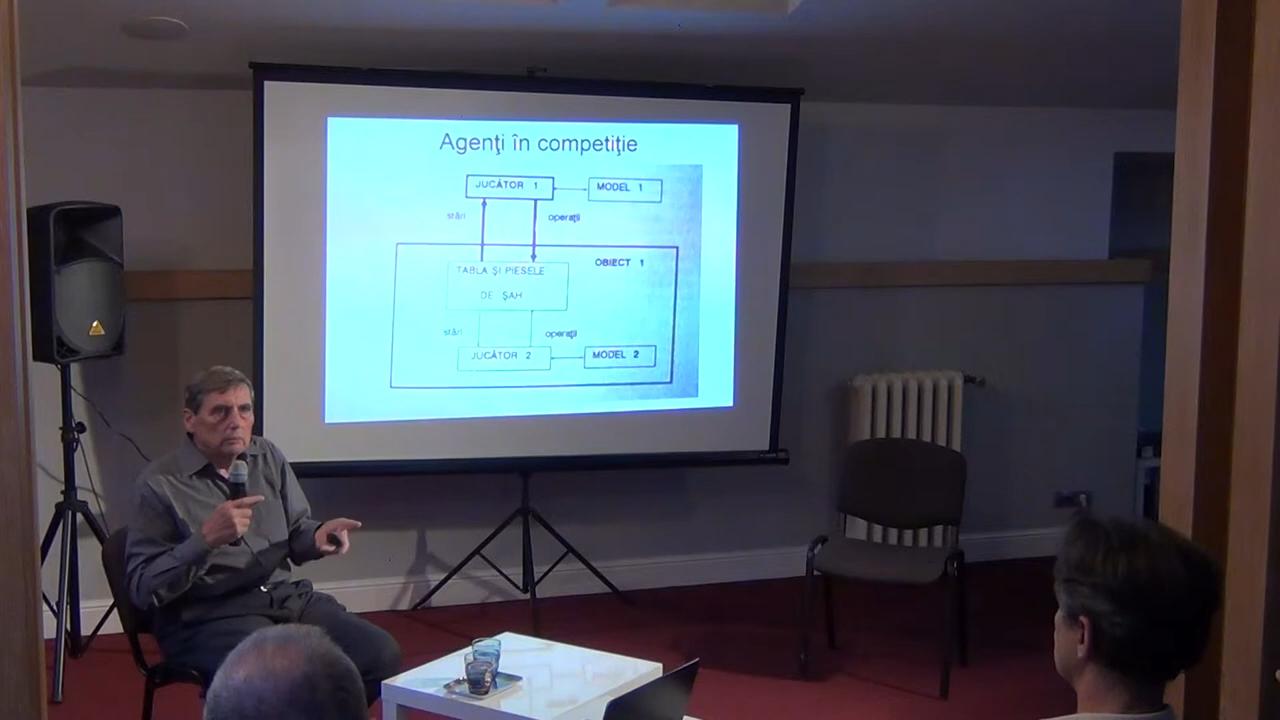 Agenţi în competiţie
JUCĂTOR 1
MODEL 1
stări
operaţii
OBIECT 1
TABLA ŞI PIESELE
DE ŞAH
stări
operaţii
JUCĂTOR 2
MODEL 2